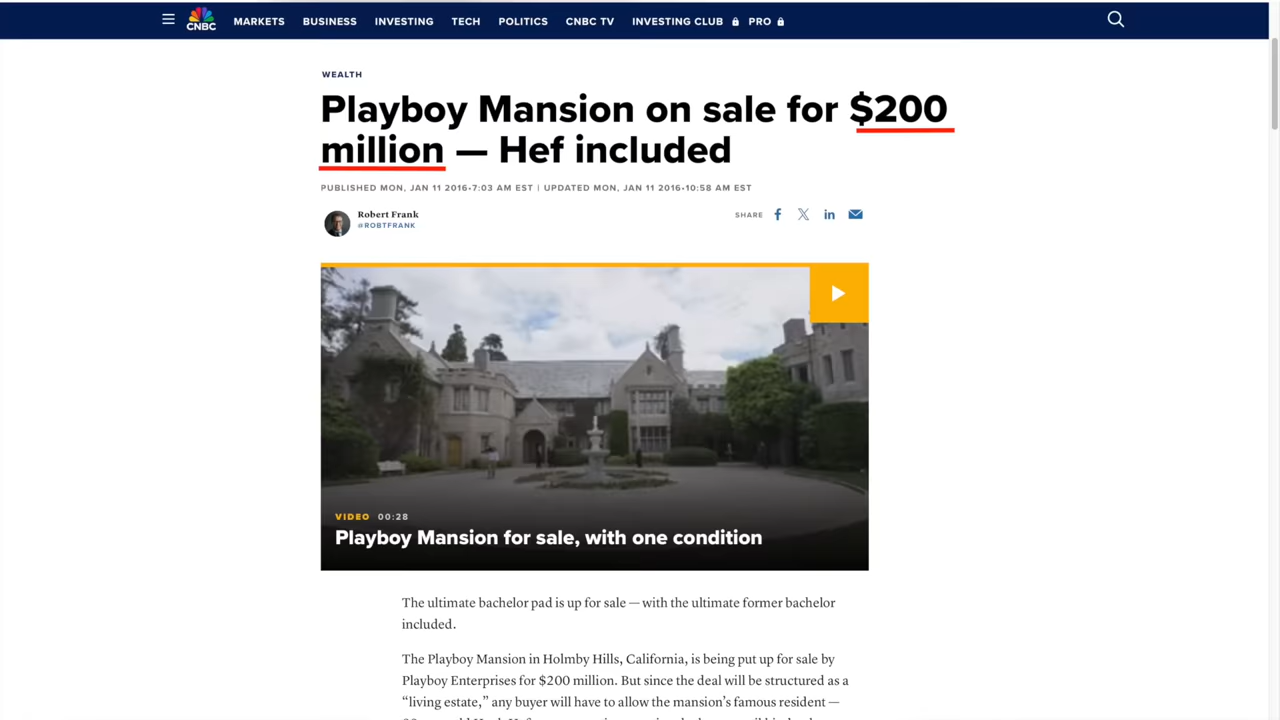 MARKETS BUSINESS INVESTING TECH POLITICS CNBC TV INVESTING CLUB PRO
CNBC
WEALTH
Playboy Mansion on sale for $200
million — Hef included
PUBLISHED MON, JAN 11 2016•7:03 AM EST | UPDATED MON, JAN 11 2016•10:58 AM EST
Robert Frank
@ROBTFRANK
SHARE
VIDEO 00:28
Playboy Mansion for sale, with one condition
The ultimate bachelor pad is up for sale — with the ultimate former bachelor
included.
The Playboy Mansion in Holmby Hills, California, is being put up for sale by
Playboy Enterprises for $200 million. But since the deal will be structured as a
“living estate,” any buyer will have to allow the mansion’s famous resident —